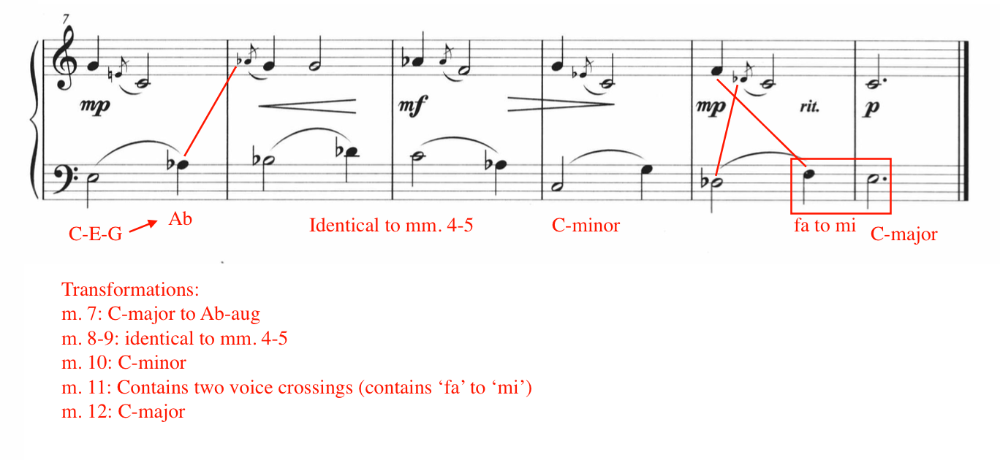 7
mp
mf
mp
rit.
p
C-E-G
Ab
Identical to mm. 4-5
C-minor
fa to mi
C-major
Transformations:
m. 7: C-major to Ab-aug
m. 8-9: identical to mm. 4-5
m. 10: C-minor
m. 11: Contains two voice crossings (contains ‘fa’ to ‘mi’)
m. 12: C-major